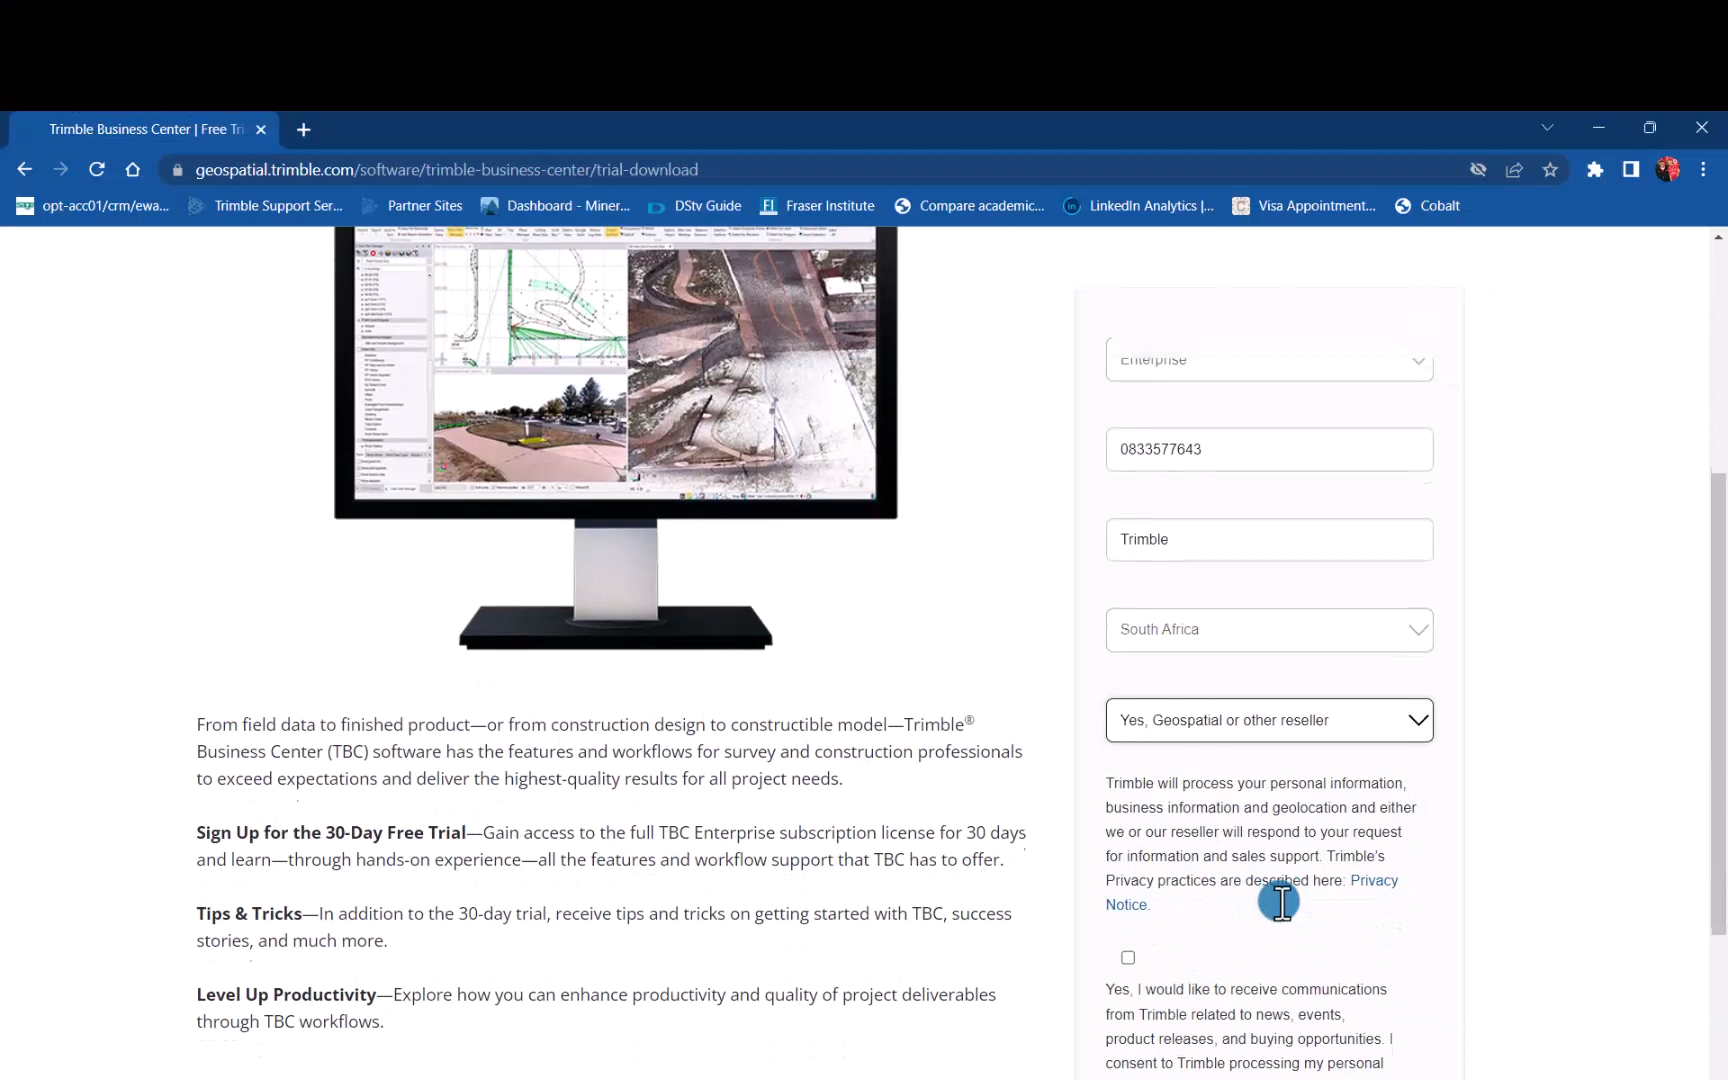 Trimble Business Center | Free Tri
geospatial.trimble.com/software/trimble-business-center/trial-download
opt-acc01/crm/ewa... Trimble Support Ser... Partner Sites Dashboard - Miner... DStv Guide FI Fraser Institute Compare academic... in LinkedIn Analytics |... Visa Appointment... Cobalt
Enterprise
0833577643
Trimble
South Africa
Yes, Geospatial or other reseller
Trimble will process your personal information,
business information and geolocation and either
we or our reseller will respond to your request
for information and sales support. Trimble's
Privacy practices are described here: Privacy
Notice.
Yes, I would like to receive communications
from Trimble related to news, events,
product releases, and buying opportunities. I
consent to Trimble processing my personal
From field data to finished product—or from construction design to constructible model—Trimble®
Business Center (TBC) software has the features and workflows for survey and construction professionals
to exceed expectations and deliver the highest-quality results for all project needs.
Sign Up for the 30-Day Free Trial—Gain access to the full TBC Enterprise subscription license for 30 days
and learn—through hands-on experience—all the features and workflow support that TBC has to offer.
Tips & Tricks—In addition to the 30-day trial, receive tips and tricks on getting started with TBC, success
stories, and much more.
Level Up Productivity—Explore how you can enhance productivity and quality of project deliverables
through TBC workflows.